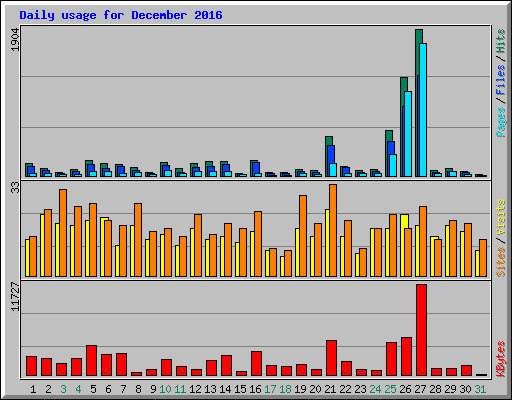 Daily usage for December 2016
1904
Pages / Files / Hits
33
Sites / Visits
11727
KBytes
1 2 3 4 5 6 7 8 9 10 11 12 13 14 15 16 17 18 19 20 21 22 23 24 25 26 27 28 29 30 31